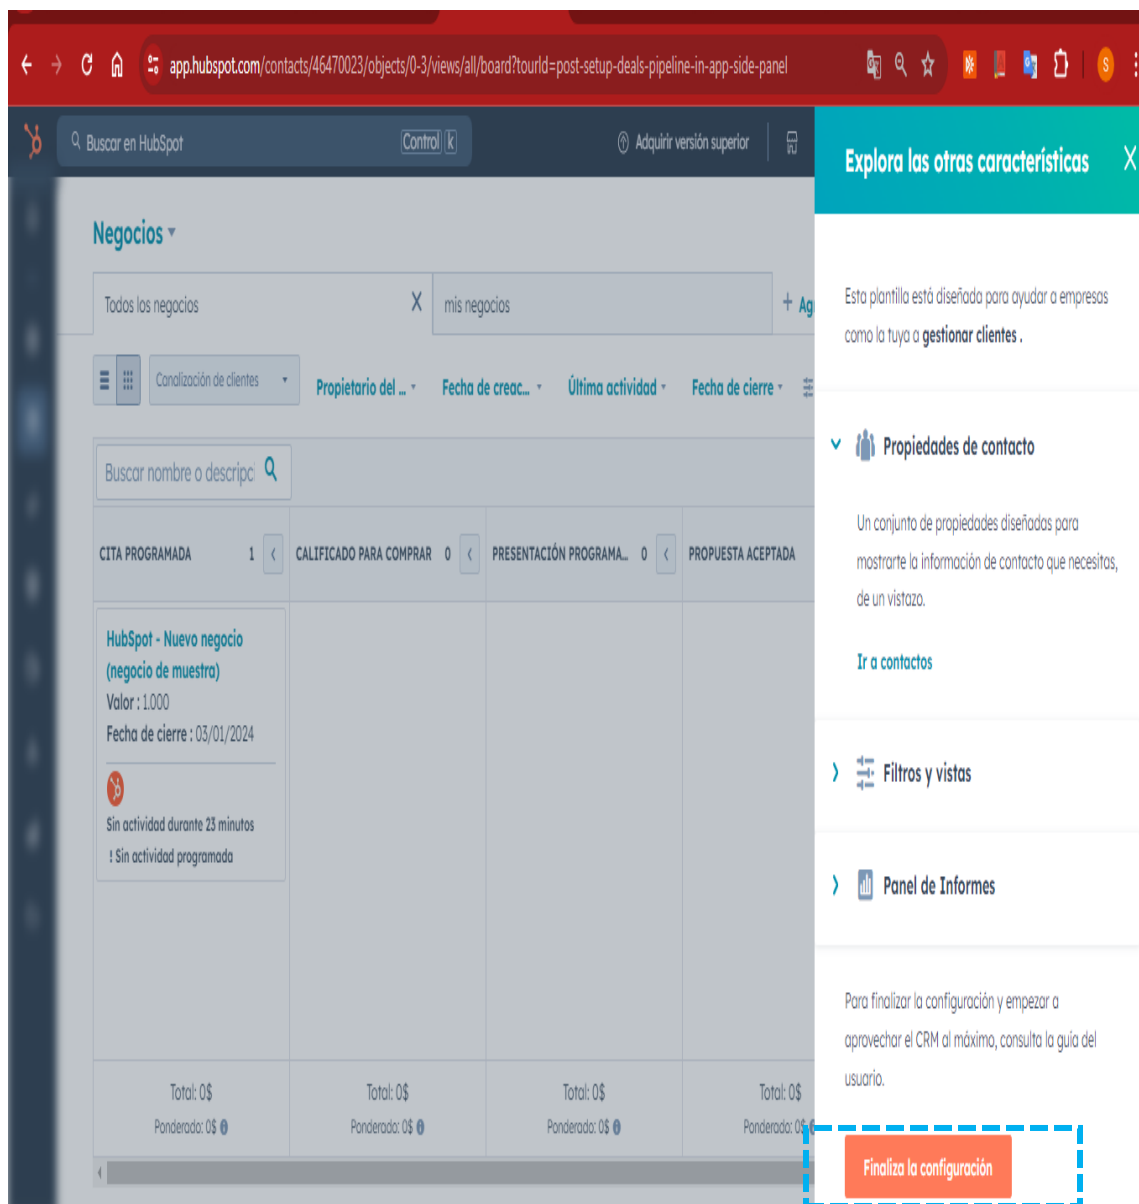 app.hubspot.com/contacts/46470023/objects/0-3/views/all/board?tourId=post-setup-deals-pipeline-in-app-side-panel
S
Buscar en HubSpot
Control k
Adquirir versión superior
Explora las otras características
Negocios
Todos los negocios
mis negocios
+ Agr
Canalización de clientes
Propietario del ...
Fecha de creac...
Última actividad
Fecha de cierre
Buscar nombre o descripci
CITA PROGRAMADA 1
CALIFICADO PARA COMPRAR 0
PRESENTACIÓN PROGRAMA... 0
PROPUESTA ACEPTADA
HubSpot - Nuevo negocio
(negocio de muestra)
Valor : 1.000
Fecha de cierre : 03/01/2024
Sin actividad durante 23 minutos
! Sin actividad programada
Total: 0$
Ponderado: 0$
Total: 0$
Ponderado: 0$
Total: 0$
Ponderado: 0$
Total: 0$
Ponderado: 0$
Esta plantilla está diseñada para ayudar a empresas
como la tuya a gestionar clientes .
Propiedades de contacto
Un conjunto de propiedades diseñadas para
mostrarte la información de contacto que necesitas,
de un vistazo.
Ir a contactos
Filtros y vistas
Panel de Informes
Para finalizar la configuración y empezar a
aprovechar el CRM al máximo, consulta la guía del
usuario.
Finaliza la configuración